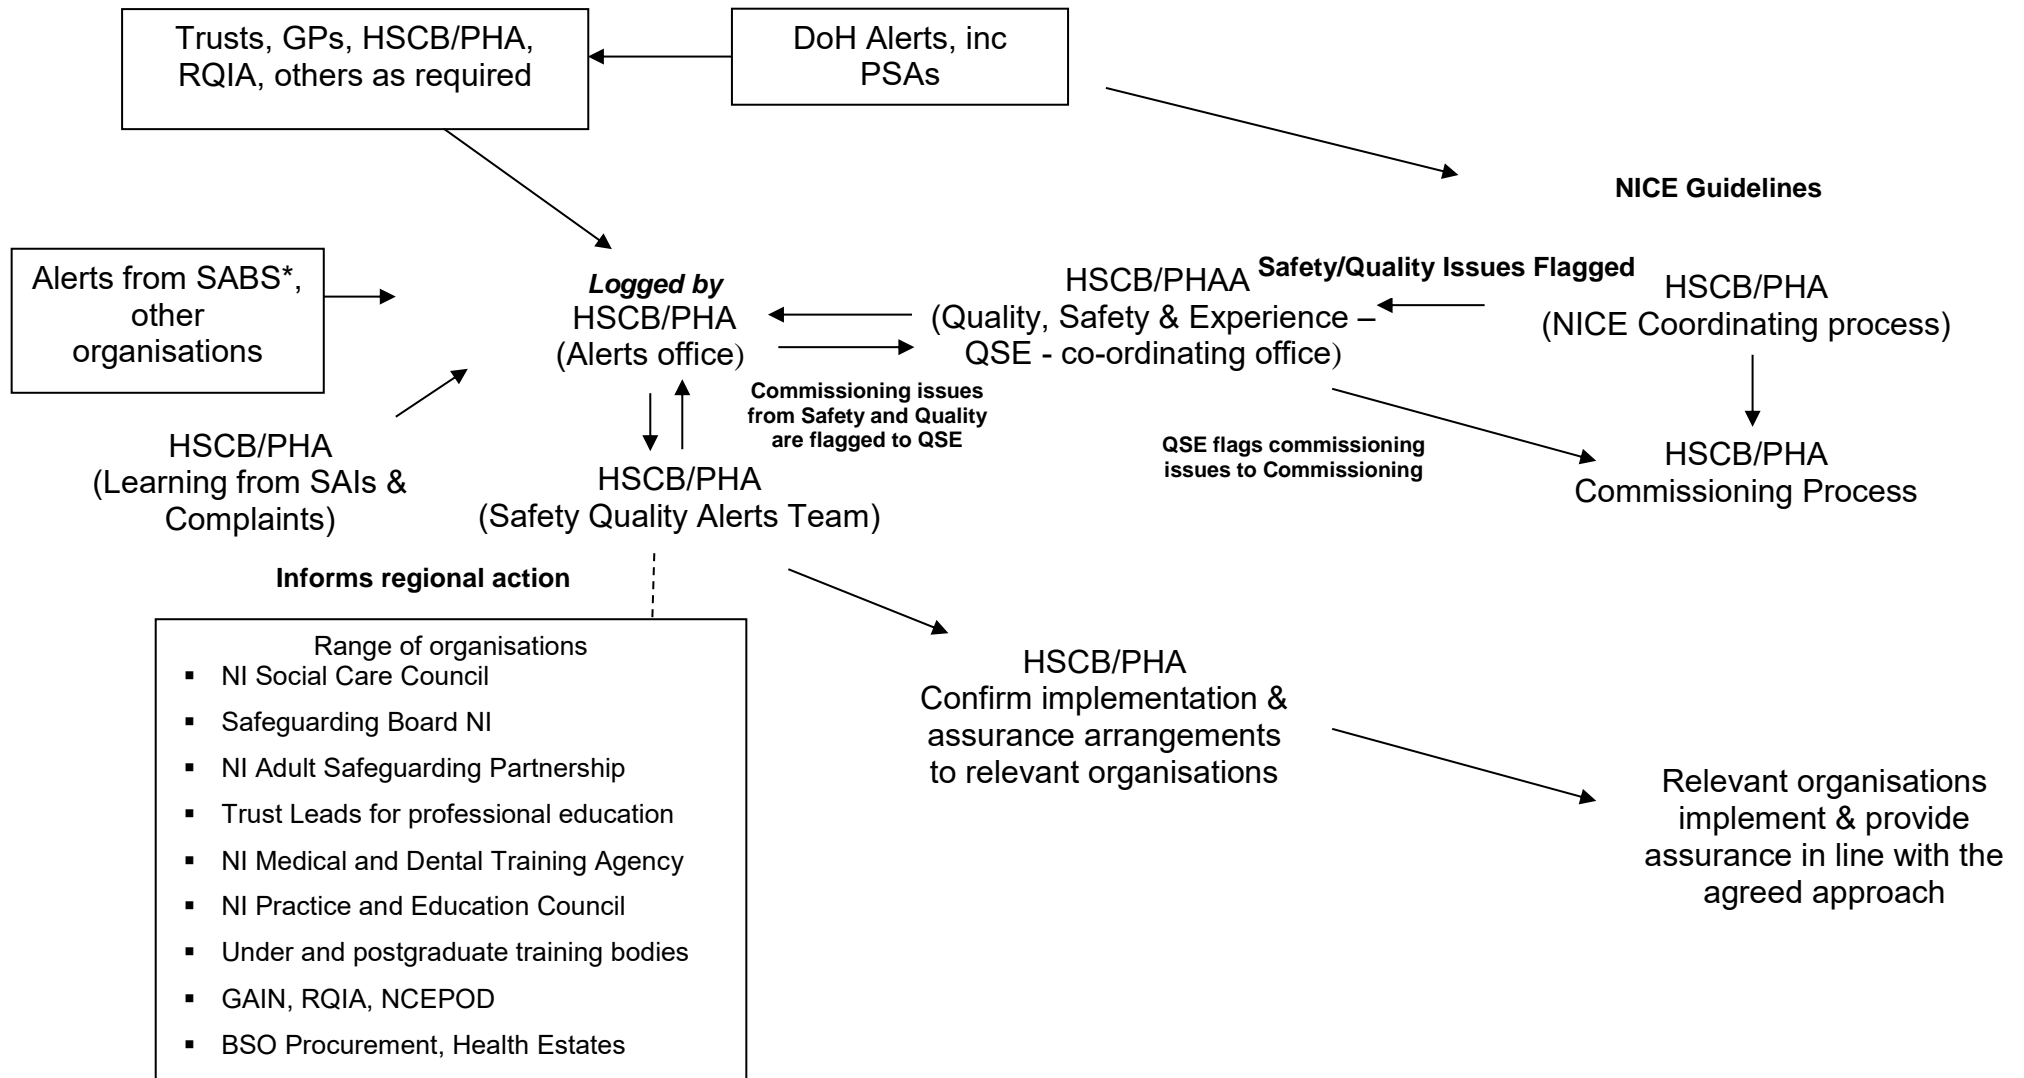 Trusts, GPs, HSCB/PHA,
RQIA, others as required
DoH Alerts, inc
PSAs
NICE Guidelines
Alerts from SABS*,
other
organisations
Logged by
HSCB/PHA
(Alerts office)
HSCB/PHAA
(Quality, Safety & Experience –
QSE - co-ordinating office)
Safety/Quality Issues Flagged
HSCB/PHA
(NICE Coordinating process)
Commissioning issues
from Safety and Quality
are flagged to QSE
HSCB/PHA
(Learning from SAIs &
Complaints)
HSCB/PHA
(Safety Quality Alerts Team)
QSE flags commissioning
issues to Commissioning
HSCB/PHA
Commissioning Process
Informs regional action
Range of organisations
▪ NI Social Care Council
▪ Safeguarding Board NI
▪ NI Adult Safeguarding Partnership
▪ Trust Leads for professional education
▪ NI Medical and Dental Training Agency
▪ NI Practice and Education Council
▪ Under and postgraduate training bodies
▪ GAIN, RQIA, NCEPOD
▪ BSO Procurement, Health Estates
HSCB/PHA
Confirm implementation &
assurance arrangements
to relevant organisations
Relevant organisations
implement & provide
assurance in line with the
agreed approach